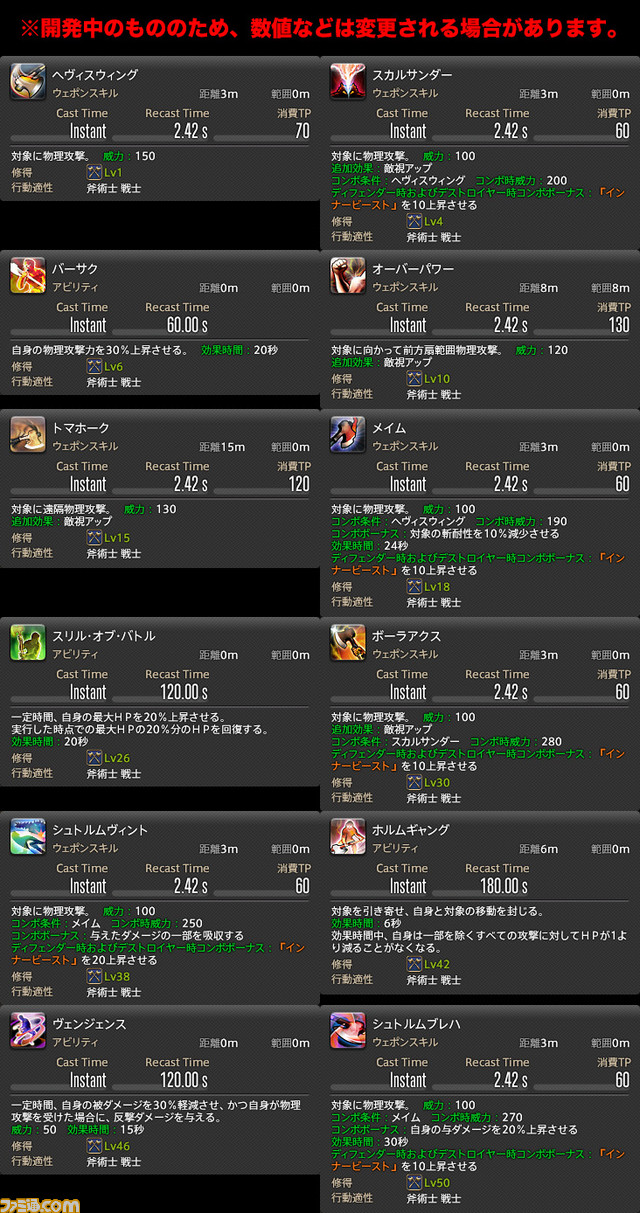 ※開発中のもののため、数値などは変更される場合があります。
ヘヴィスウィング
ウェポンスキル 距離3m 範囲0m
Cast Time Recast Time 消費TP
Instant 2.42 s 70
対象に物理攻撃。 威力：150
修得 Lv1
行動適性 斧術士 戦士
スカルサンダー
ウェポンスキル 距離3m 範囲0m
Cast Time Recast Time 消費TP
Instant 2.42 s 60
対象に物理攻撃。 威力：100
追加効果：敵視アップ
コンボ条件：ヘヴィスウィング コンボ時威力：200
ディフェンダー時およびデストロイヤー時コンボボーナス：「イン
ナービースト」を10上昇させる
修得 Lv4
行動適性 斧術士 戦士
バーサク
アビリティ 距離0m 範囲0m
Cast Time Recast Time
Instant 60.00 s
自身の物理攻撃力を30%上昇させる。 効果時間：20秒
修得 Lv6
行動適性 斧術士 戦士
オーバーパワー
ウェポンスキル 距離8m 範囲8m
Cast Time Recast Time 消費TP
Instant 2.42 s 130
対象に向かって前方扇範囲物理攻撃。 威力：120
追加効果：敵視アップ
修得 Lv10
行動適性 斧術士 戦士
トマホーク
ウェポンスキル 距離15m 範囲0m
Cast Time Recast Time 消費TP
Instant 2.42 s 120
対象に遠隔物理攻撃。 威力：130
追加効果：敵視アップ
修得 Lv15
行動適性 斧術士 戦士
メイム
ウェポンスキル 距離3m 範囲0m
Cast Time Recast Time 消費TP
Instant 2.42 s 60
対象に物理攻撃。 威力：100
コンボ条件：ヘヴィスウィング コンボ時威力：190
コンボボーナス：対象の斬耐性を10%減少させる
効果時間：24秒
ディフェンダー時およびデストロイヤー時コンボボーナス：「イン
ナービースト」を10上昇させる
修得 Lv18
行動適性 斧術士 戦士
スリル・オブ・バトル
アビリティ 距離0m 範囲0m
Cast Time Recast Time
Instant 120.00 s
一定時間、自身の最大ＨＰを20%上昇させる。
実行した時点での最大ＨＰの20%分のＨＰを回復する。
効果時間：20秒
修得 Lv26
行動適性 斧術士 戦士
ボーラアクス
ウェポンスキル 距離3m 範囲0m
Cast Time Recast Time 消費TP
Instant 2.42 s 60
対象に物理攻撃。 威力：100
追加効果：敵視アップ
コンボ条件：スカルサンダー コンボ時威力：280
ディフェンダー時およびデストロイヤー時コンボボーナス：「イン
ナービースト」を10上昇させる
修得 Lv30
行動適性 斧術士 戦士
シュトルムヴィント
ウェポンスキル 距離3m 範囲0m
Cast Time Recast Time 消費TP
Instant 2.42 s 60
対象に物理攻撃。 威力：100
コンボ条件：メイム コンボ時威力：250
コンボボーナス：与えたダメージの一部を吸収する
ディフェンダー時およびデストロイヤー時コンボボーナス：「イン
ナービースト」を20上昇させる
修得 Lv38
行動適性 斧術士 戦士
ホルムギャング
アビリティ 距離6m 範囲0m
Cast Time Recast Time
Instant 180.00 s
対象を引き寄せ、自身と対象の移動を封じる。
効果時間：6秒
効果時間中、自身は一部を除くすべての攻撃に対してＨＰが1よ
り減ることがなくなる。
修得 Lv42
行動適性 斧術士 戦士
ヴェンジェンス
アビリティ 距離0m 範囲0m
Cast Time Recast Time
Instant 120.00 s
一定時間、自身の被ダメージを30%軽減させ、かつ自身が物理
攻撃を受けた場合に、反撃ダメージを与える。
威力：50 効果時間：15秒
修得 Lv46
行動適性 斧術士 戦士
シュトルムブレハ
ウェポンスキル 距離3m 範囲0m
Cast Time Recast Time 消費TP
Instant 2.42 s 60
対象に物理攻撃。 威力：100
コンボ条件：メイム コンボ時威力：270
コンボボーナス：自身の与ダメージを20%上昇させる
効果時間：30秒
ディフェンダー時およびデストロイヤー時コンボボーナス：「イン
ナービースト」を10上昇させる
修得 Lv50
行動適性 斧術士 戦士
ファミ通.com